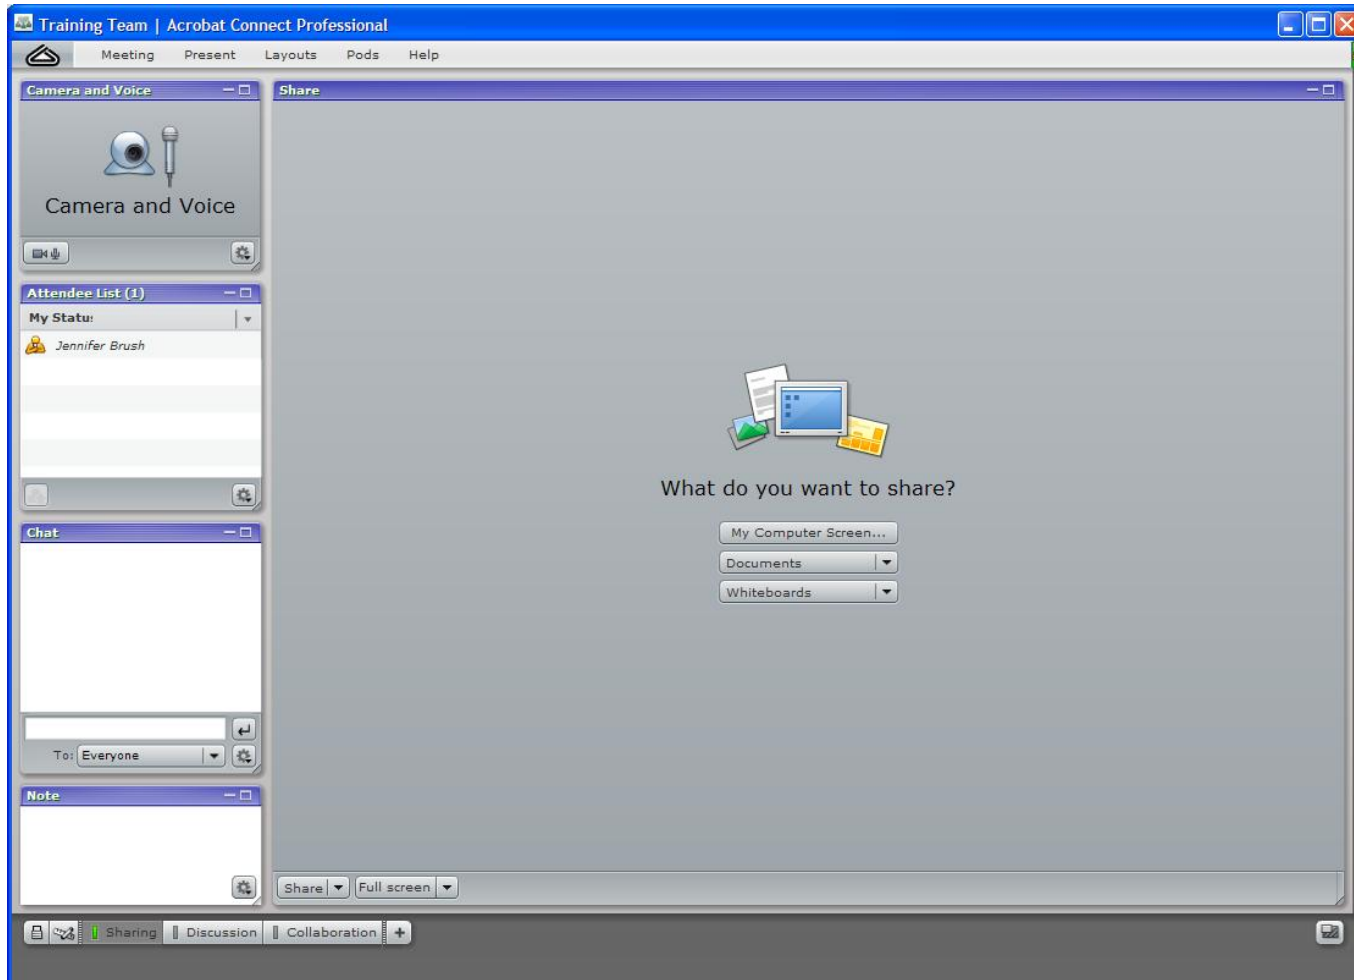 Training Team | Acrobat Connect Professional
Meeting Present Layouts Pods Help
Camera and Voice
Camera and Voice
Attendee List (1)
My Statu:
Jennifer Brush
Chat
To: Everyone
Note
Share
What do you want to share?
My Computer Screen...
Documents
Whiteboards
Share Full screen
Sharing Discussion Collaboration +